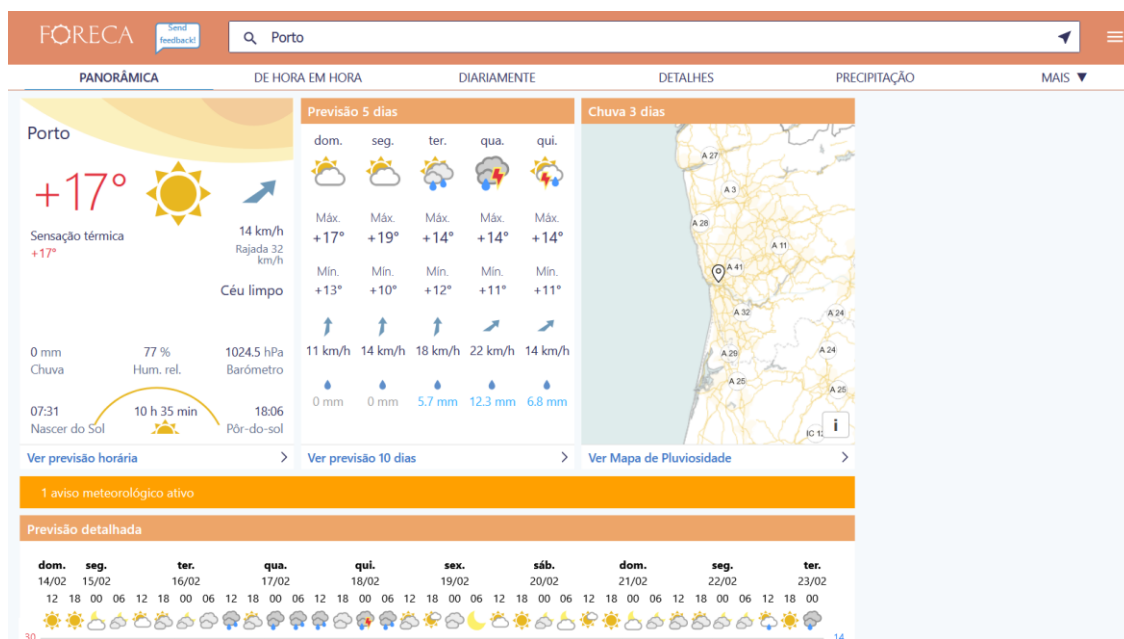 FORECA
Send
feedback!
Porto
PANORÂMICA
DE HORA EM HORA
DIARIAMENTE
DETALHES
PRECIPITAÇÃO
MAIS ▼
Porto
+17°
Sensação térmica
+17°
14 km/h
Rajada 32
km/h
Céu limpo
0 mm 77 % 1024.5 hPa
Chuva Hum. rel. Barómetro
07:31 10 h 35 min 18:06
Nascer do Sol Pôr-do-sol
Ver previsão horária
Previsão 5 dias
dom. seg. ter. qua. qui.
Máx. Máx. Máx. Máx. Máx.
+17° +19° +14° +14° +14°
Mín. Mín. Mín. Mín. Mín.
+13° +10° +12° +11° +11°
11 km/h 14 km/h 18 km/h 22 km/h 14 km/h
0 mm 0 mm 5.7 mm 12.3 mm 6.8 mm
Ver previsão 10 dias
Chuva 3 dias
A 27
A 3
A 28
A 11
A 41
A 32
A 24
A 29
A 24
A 25
A 25
i
Ver Mapa de Pluviosidade
1 aviso meteorológico ativo
Previsão detalhada
dom. seg. ter. qua. qui. sex. sáb. dom. seg. ter.
14/02 15/02 16/02 17/02 18/02 19/02 20/02 21/02 22/02 23/02
12 18 00 06 12 18 00 06 12 18 00 06 12 18 00 06 12 18 00 06 12 18 00 06 12 18 00 06 12 18 00 06 12 18 00
30 14